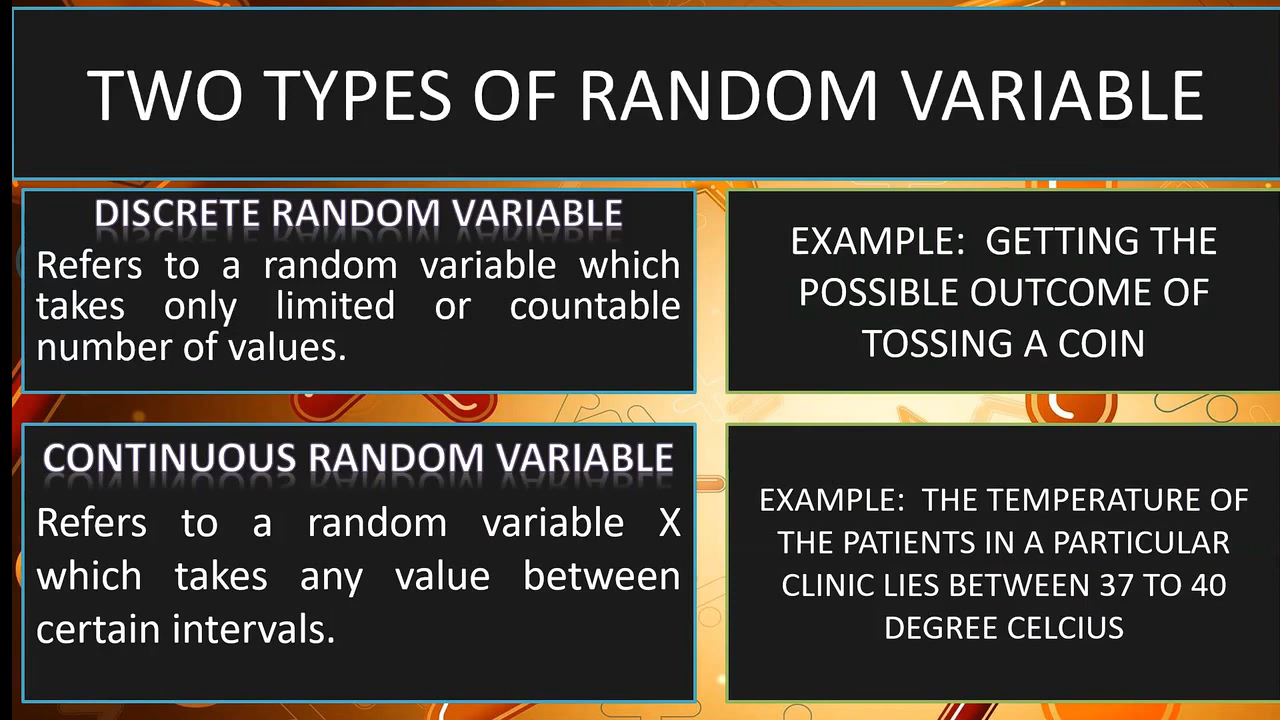 TWO TYPES OF RANDOM VARIABLE
DISCRETE RANDOM VARIABLE
Refers to a random variable which
takes only limited or countable
number of values.
EXAMPLE: GETTING THE
POSSIBLE OUTCOME OF
TOSSING A COIN
CONTINUOUS RANDOM VARIABLE
Refers to a random variable X
which takes any value between
certain intervals.
EXAMPLE: THE TEMPERATURE OF
THE PATIENTS IN A PARTICULAR
CLINIC LIES BETWEEN 37 TO 40
DEGREE CELCIUS